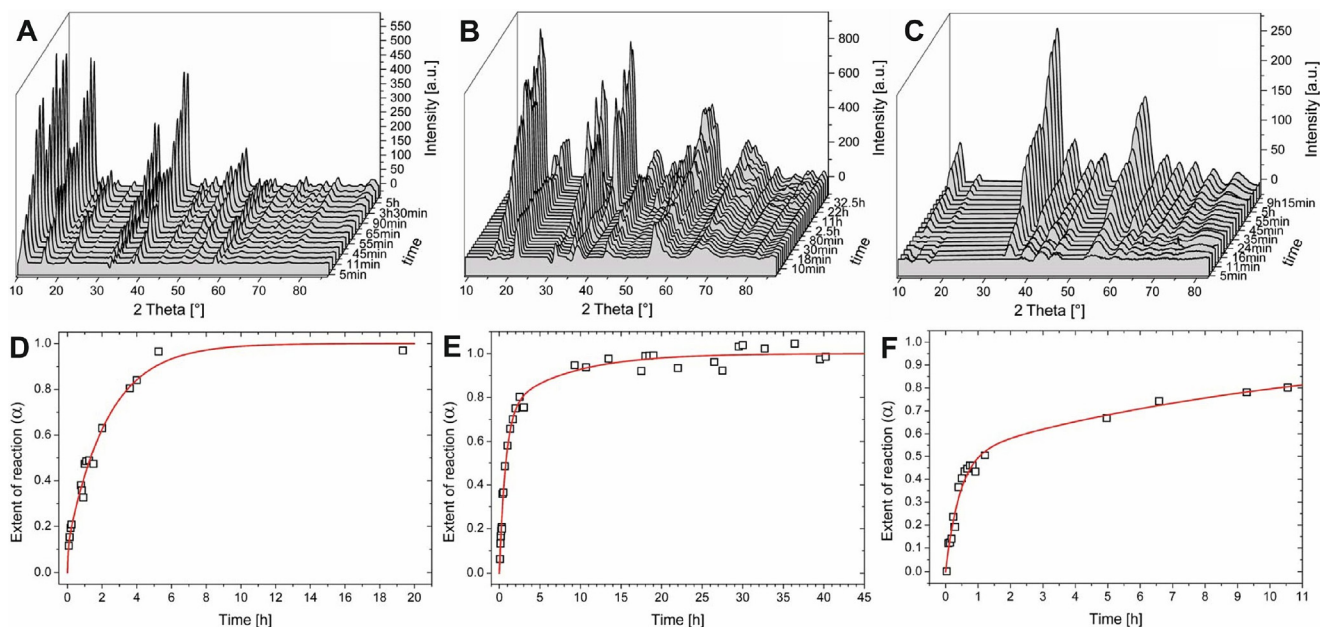 A
550
500
450
400
350
300
250
200
150
100
50
0
Intensity [a.u.]
5h
3h30min
90min
65min
55min
45min
11min
5min
time
10 20 30 40 50 60 70 80
2 Theta [°]
B
800
600
400
200
0
Intensity [a.u.]
32.5h
22h
11h
2.5h
80min
30min
18min
10min
time
10 20 30 40 50 60 70 80
2 Theta [°]
C
250
200
150
100
50
0
Intensity [a.u.]
9h15min
5h
55min
45min
35min
24min
16min
11min
5min
time
10 20 30 40 50 60 70 80
2 Theta [°]
D
Extent of reaction (α)
1.0
0.8
0.6
0.4
0.2
0.0
0 2 4 6 8 10 12 14 16 18 20
Time [h]
E
Extent of reaction (α)
1.0
0.8
0.6
0.4
0.2
0.0
0 5 10 15 20 25 30 35 40 45
Time [h]
F
Extent of reaction (α)
1.0
0.9
0.8
0.7
0.6
0.5
0.4
0.3
0.2
0.1
0.0
0 1 2 3 4 5 6 7 8 9 10 11
Time [h]